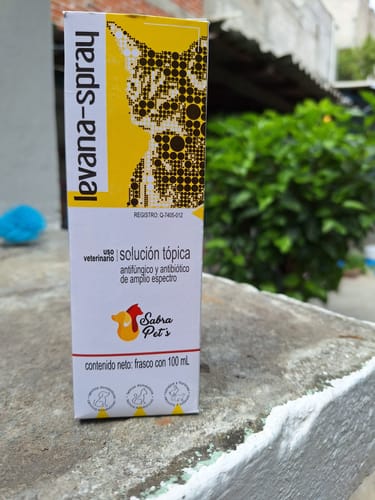 lavana-spray
REGISTRO: Q-7405-012
uso
veterinario
solución tópica
antifúngico y antibiótico
de amplio espectro
Sabra
Pet's
contenido neto: frasco con 100 mL